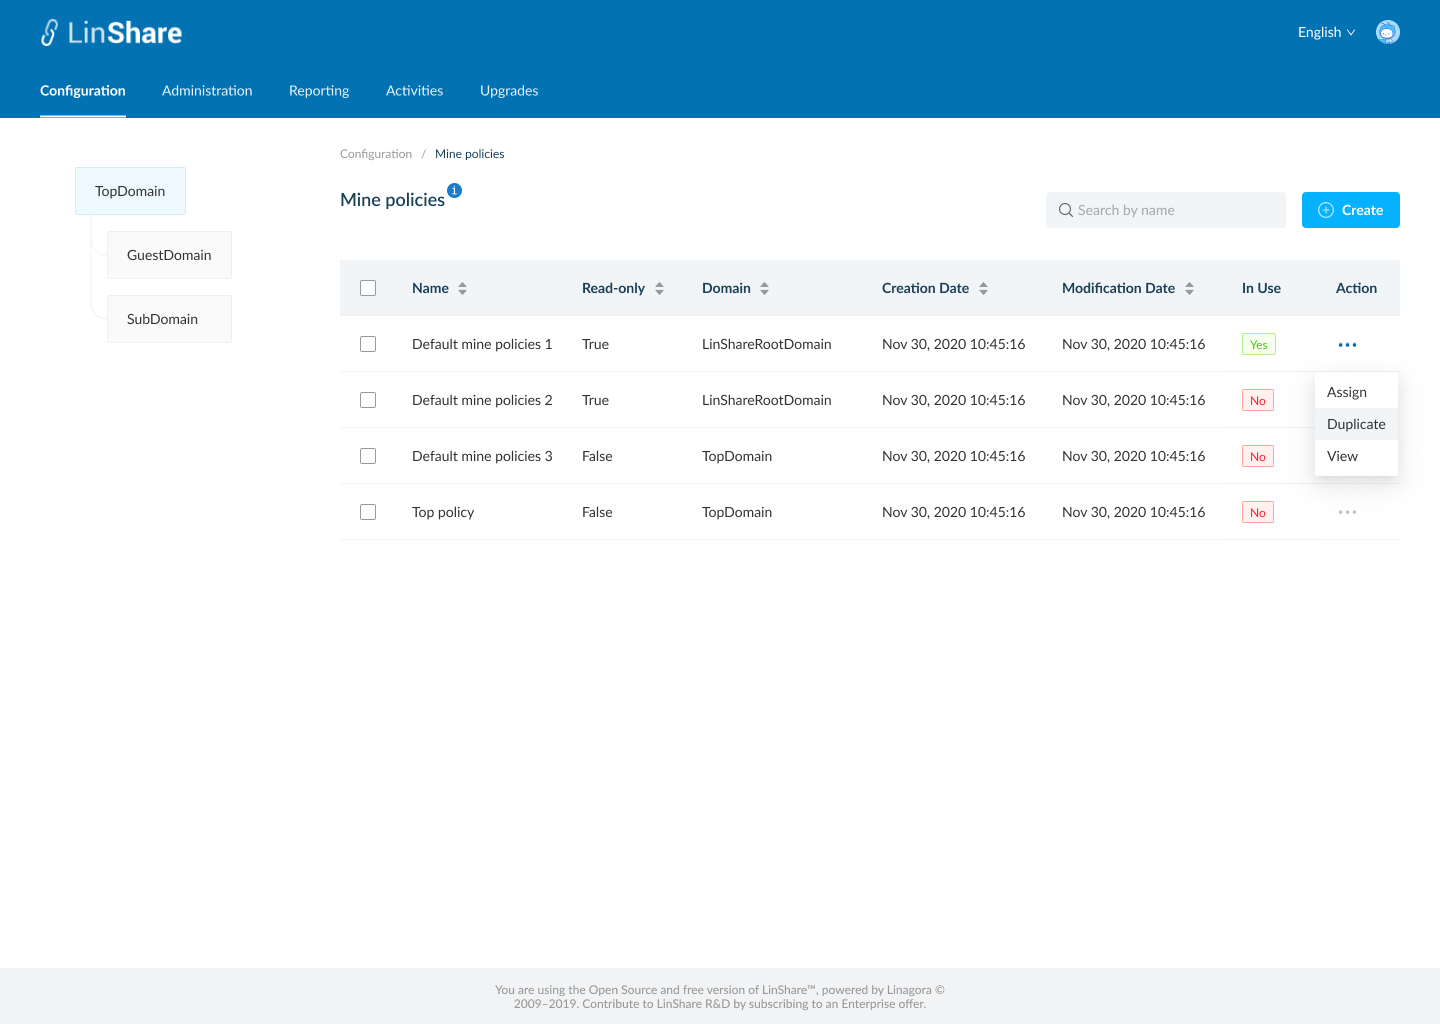 LinShare
English
Configuration Administration Reporting Activities Upgrades
Configuration / Mine policies
TopDomain
GuestDomain
SubDomain
Mine policies
Search by name
Create
Name Read-only Domain Creation Date Modification Date In Use Action
Default mine policies 1 True LinShareRootDomain Nov 30, 2020 10:45:16 Nov 30, 2020 10:45:16 Yes
Default mine policies 2 True LinShareRootDomain Nov 30, 2020 10:45:16 Nov 30, 2020 10:45:16 No
Default mine policies 3 False TopDomain Nov 30, 2020 10:45:16 Nov 30, 2020 10:45:16 No
Top policy False TopDomain Nov 30, 2020 10:45:16 Nov 30, 2020 10:45:16 No
Assign
Duplicate
View
You are using the Open Source and free version of LinShare™, powered by Linagora ©
2009–2019. Contribute to LinShare R&D by subscribing to an Enterprise offer.